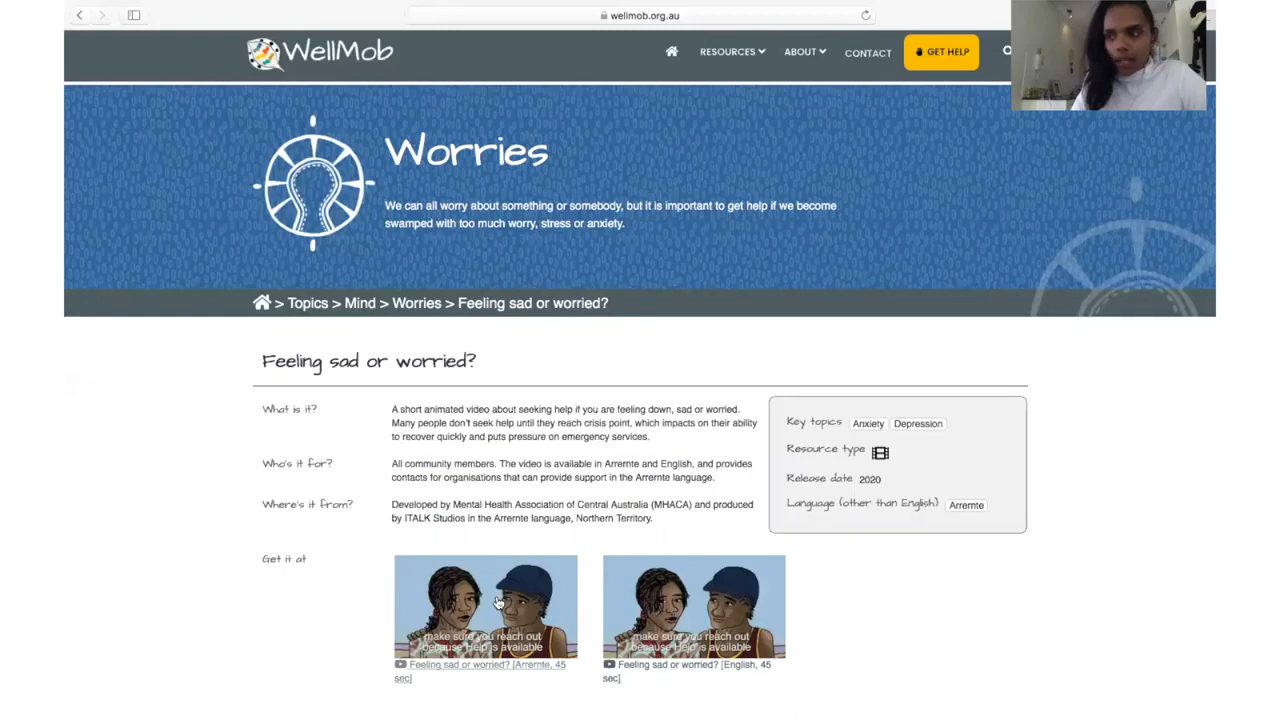 wellmob.org.au
WellMob
RESOURCES
ABOUT
CONTACT
GET HELP
Worries
We can all worry about something or somebody, but it is important to get help if we become
swamped with too much worry, stress or anxiety.
> Topics > Mind > Worries > Feeling sad or worried?
Feeling sad or worried?
What is it?
A short animated video about seeking help if you are feeling down, sad or worried.
Many people don't seek help until they reach crisis point, which impacts on their ability
to recover quickly and puts pressure on emergency services.
Who's it for?
All community members. The video is available in Arrernte and English, and provides
contacts for organisations that can provide support in the Arrernte language.
Where's it from?
Developed by Mental Health Association of Central Australia (MHACA) and produced
by ITALK Studios in the Arrernte language, Northern Territory.
Key topics Anxiety Depression
Resource type
Release date 2020
Language (other than English) Arrernte
Get it at
make sure you reach out
because Help is available
Feeling sad or worried? [Arrernte, 45
sec]
make sure you reach out
because Help is available
Feeling sad or worried? [English, 45
sec]